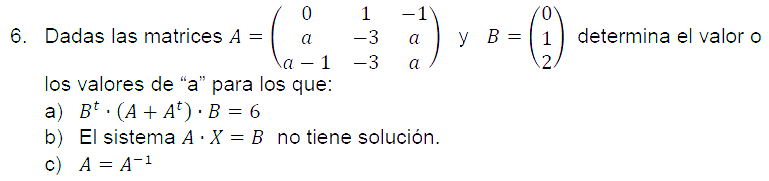 6. Dadas las matrices A = ( 0 1 −1 ; a −3 a ; a − 1 −3 a ) y B = ( 0 ; 1 ; 2 ) determina el valor o
los valores de “a” para los que:
a) Bᵗ · (A + Aᵗ) · B = 6
b) El sistema A · X = B no tiene solución.
c) A = A⁻¹